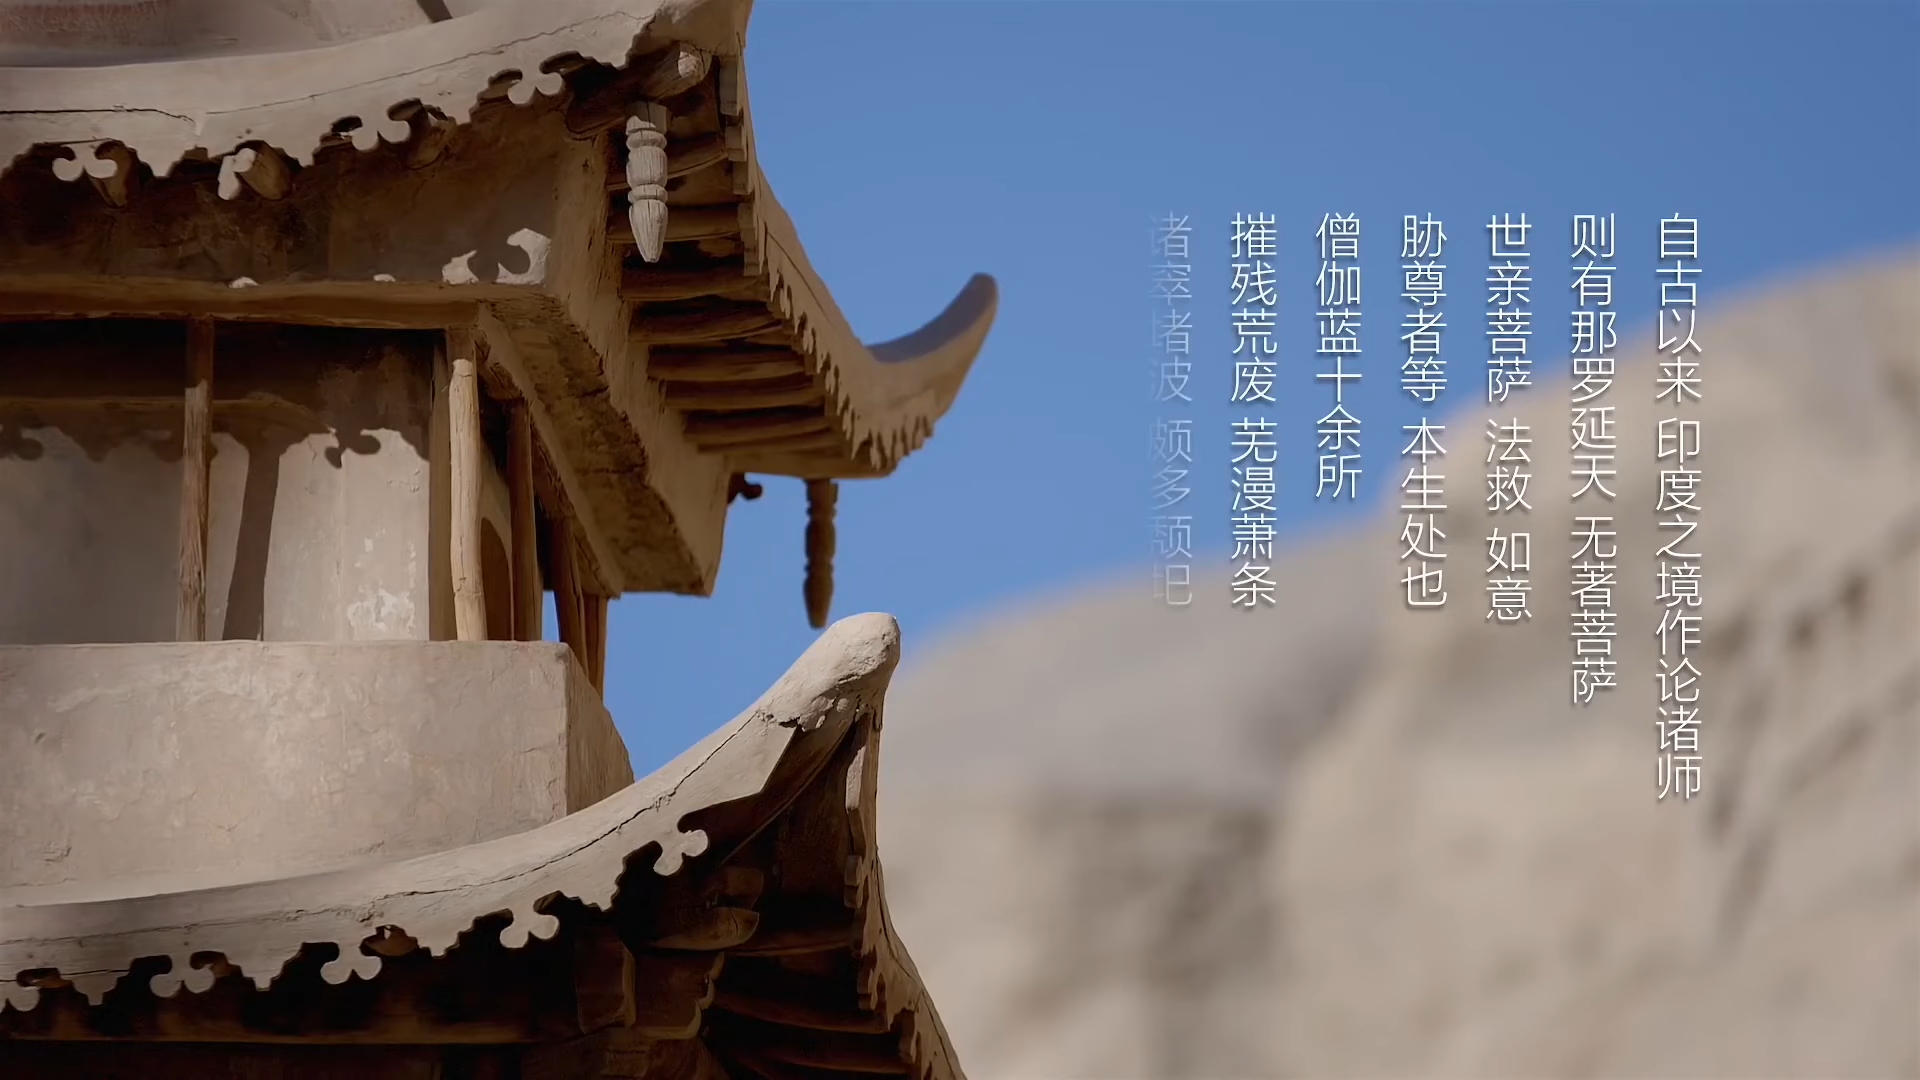 自古以来 印度之境作论诸师
则有那罗延天 无著菩萨
世亲菩萨 法救 如意
胁尊者等 本生处也
僧伽蓝十余所
摧残荒废 芜漫萧条
诸窣堵波 颇多颓圯